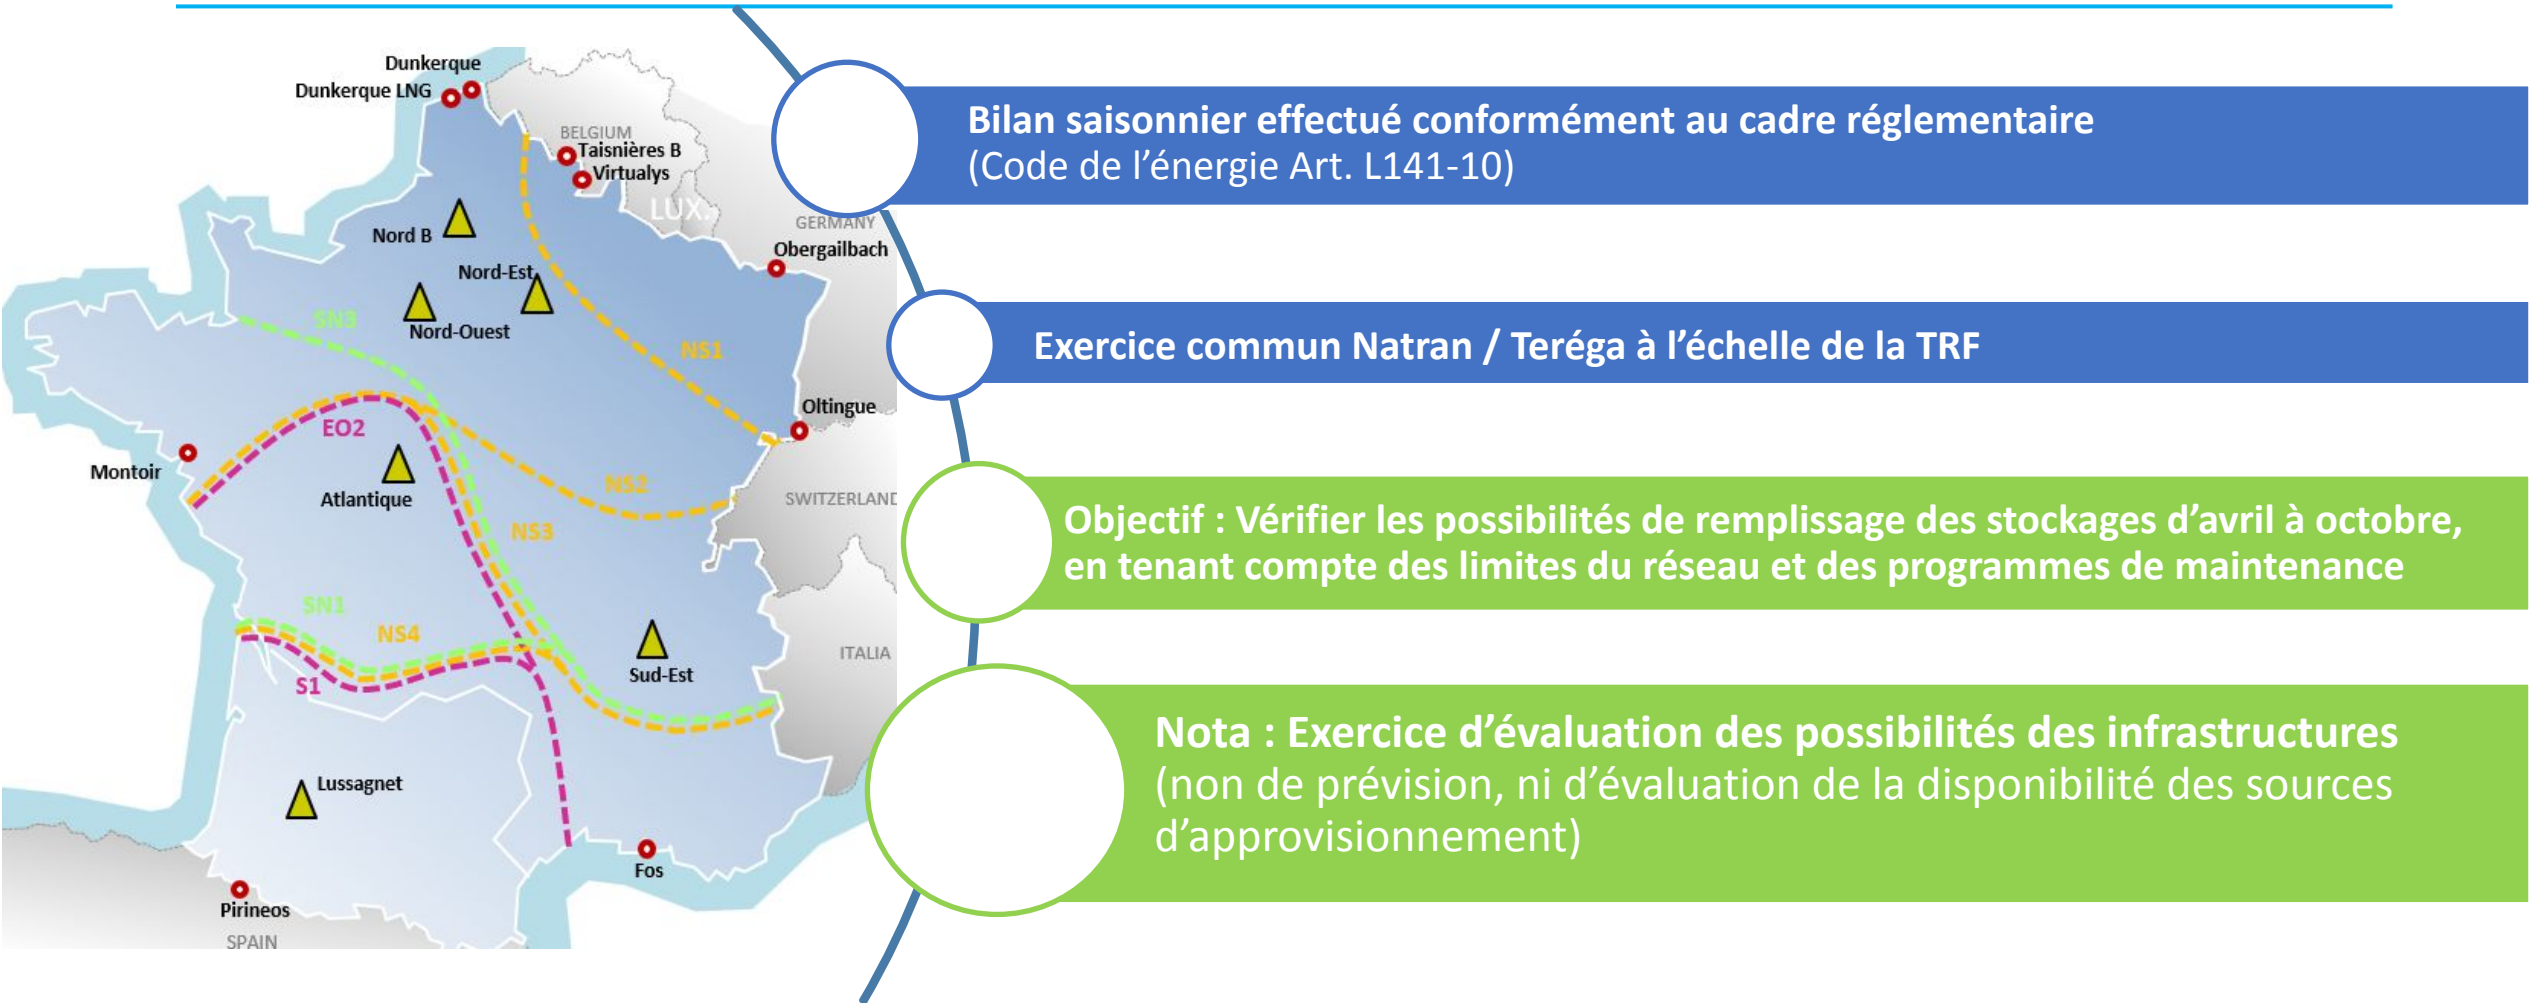 Dunkerque
Dunkerque LNG
BELGIUM
Taisnières B
Virtualys
LUX.
GERMANY
Obergailbach
Nord B
Nord-Est
Nord-Ouest
SN3
NS1
Oltingue
EO2
Montoir
Atlantique
NS2
SWITZERLAND
NS3
SN1
NS4
ITALIA
Sud-Est
S1
Lussagnet
Fos
Pirineos
SPAIN
Bilan saisonnier effectué conformément au cadre réglementaire
(Code de l’énergie Art. L141-10)
Exercice commun Natran / Teréga à l’échelle de la TRF
Objectif : Vérifier les possibilités de remplissage des stockages d’avril à octobre,
en tenant compte des limites du réseau et des programmes de maintenance
Nota : Exercice d’évaluation des possibilités des infrastructures
(non de prévision, ni d’évaluation de la disponibilité des sources
d’approvisionnement)